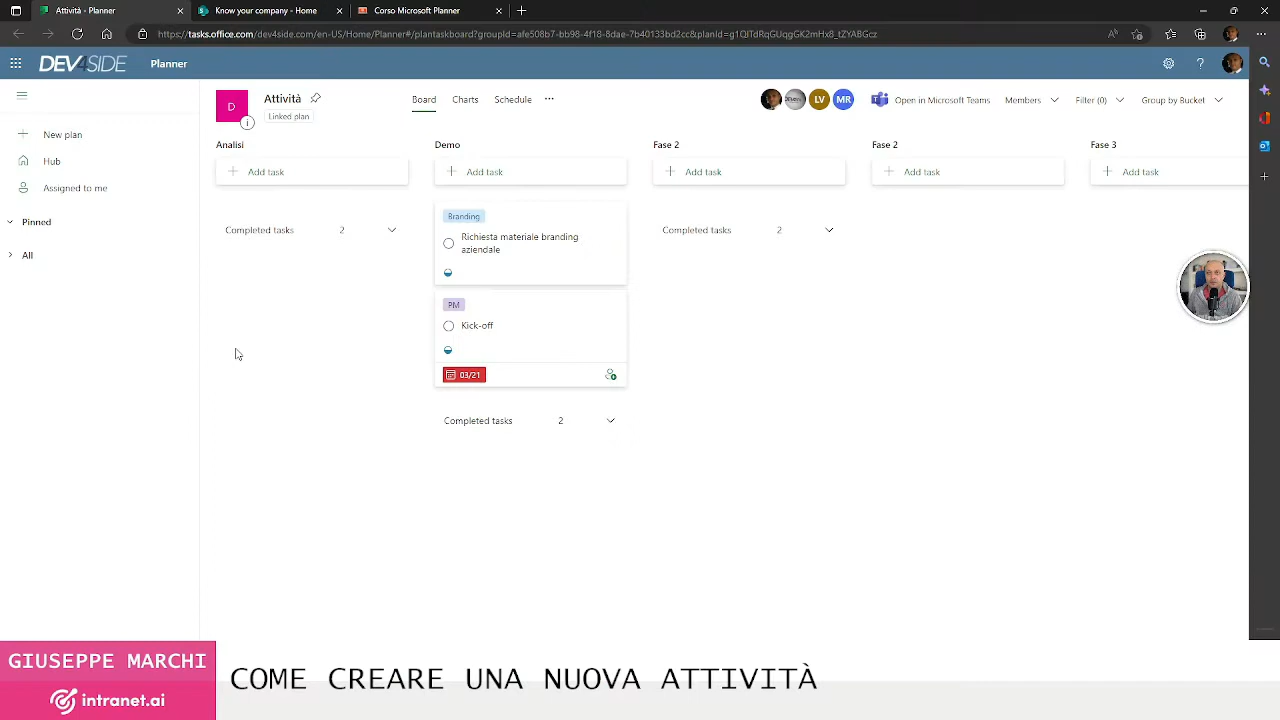 Attività - Planner
Know your company - Home
Corso Microsoft Planner
https://tasks.office.com/dev4side.com/en-US/Home/Planner#/plantaskboard?groupId=afe508b7-bb98-4f18-8dae-7b40133bd2cc&planId=g1QlTdRqGUqgGK2mHx8_tZYABGcz
DEV4SIDE
Planner
D
Attività
Linked plan
Board
Charts
Schedule
LV
MR
Open in Microsoft Teams
Members
Filter (0)
Group by Bucket
New plan
Hub
Assigned to me
Pinned
All
Analisi
Add task
Completed tasks 2
Demo
Add task
Branding
Richiesta materiale branding
aziendale
PM
Kick-off
03/21
Completed tasks 2
Fase 2
Add task
Completed tasks 2
Fase 2
Add task
Fase 3
Add task
GIUSEPPE MARCHI
intranet.ai
COME CREARE UNA NUOVA ATTIVITÀ